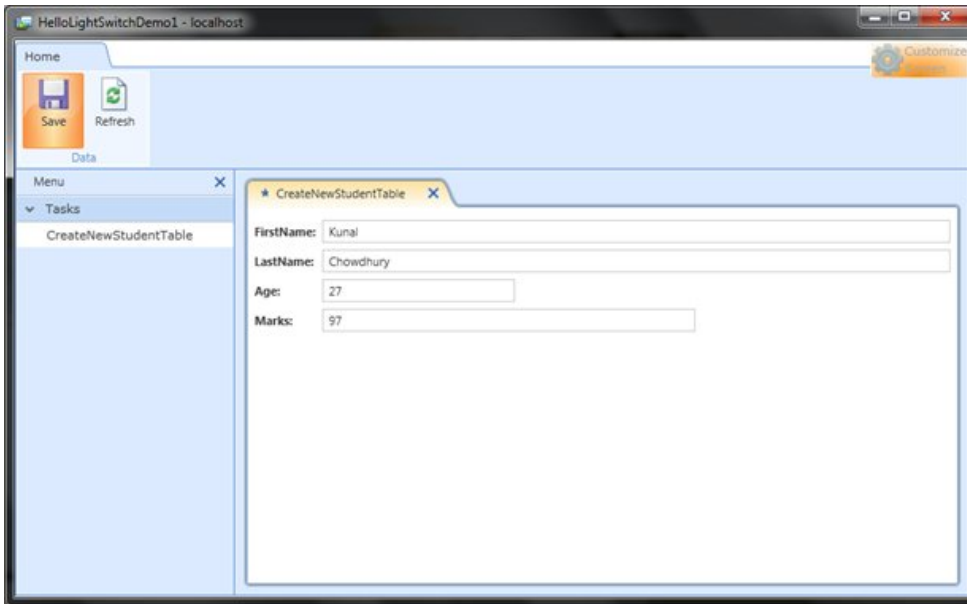 HelloLightSwitchDemo1 - localhost
Home
Customize
Screen
Save
Refresh
Data
Menu
Tasks
CreateNewStudentTable
* CreateNewStudentTable
FirstName: Kunal
LastName: Chowdhury
Age: 27
Marks: 97